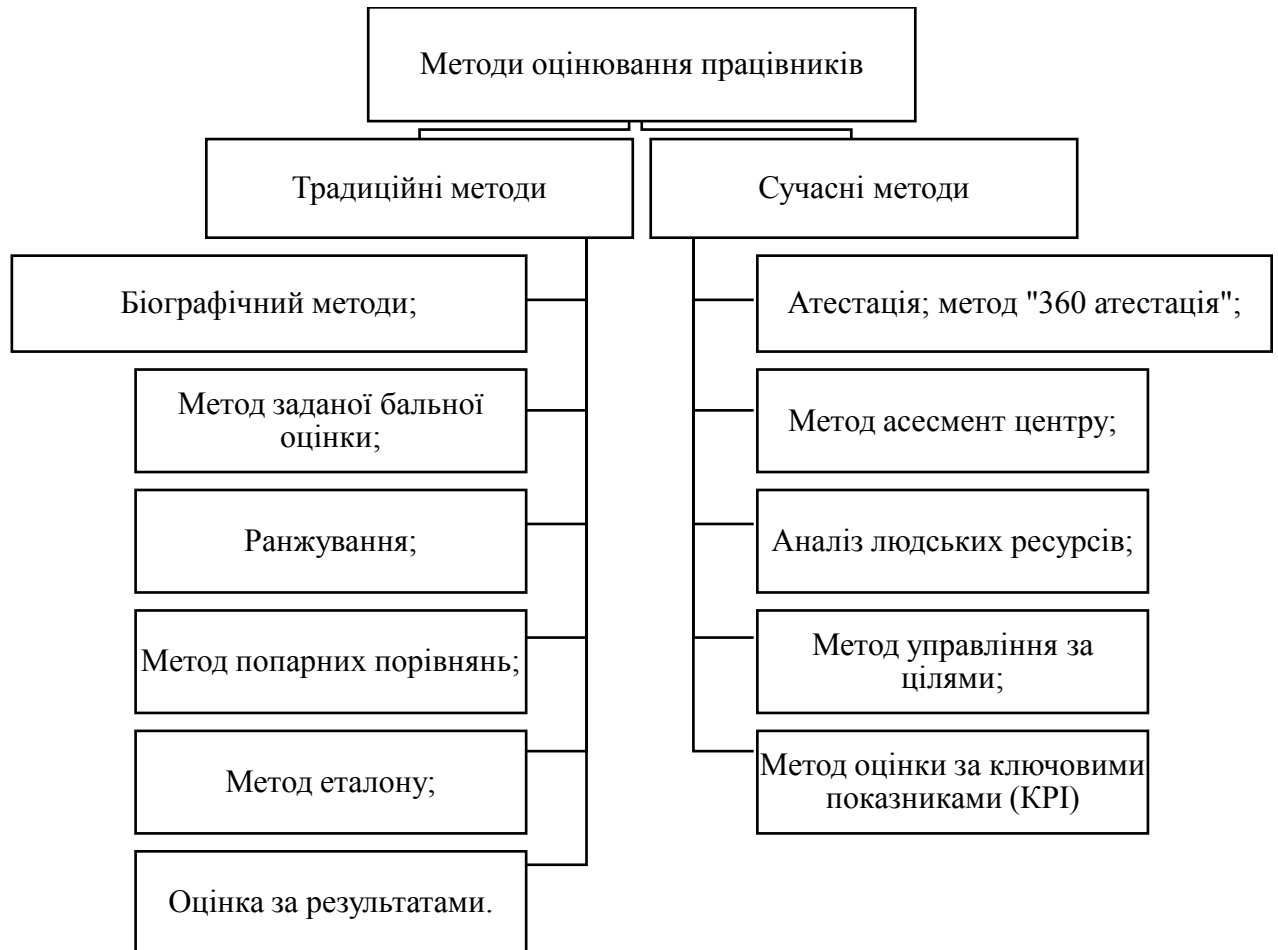 Методи оцінювання працівників
Традиційні методи
Біографічний методи;
Метод заданої бальної
оцінки;
Ранжування;
Метод попарних порівнянь;
Метод еталону;
Оцінка за результатами.
Сучасні методи
Атестація; метод "360 атестація";
Метод асесмент центру;
Аналіз людських ресурсів;
Метод управління за
цілями;
Метод оцінки за ключовими
показниками (КРІ)